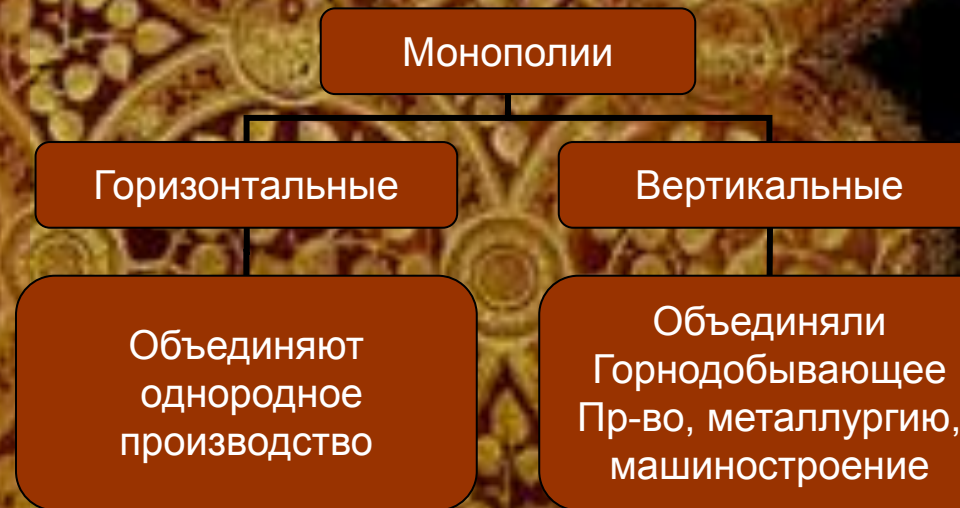 Монополии
Горизонтальные
Вертикальные
Объединяют
однородное
производство
Объединяли
Горнодобывающее
Пр-во, металлургию,
машиностроение